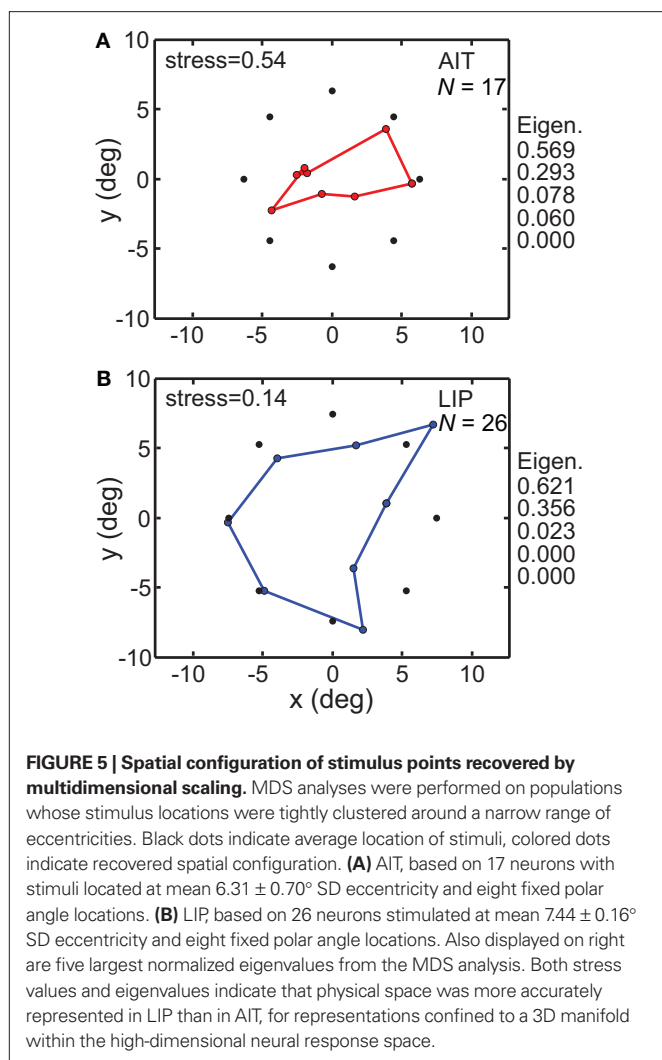 A
10
stress=0.54
AIT
N = 17
5
y (deg)
0
-5
-10
-10
-5
0
5
10
Eigen.
0.569
0.293
0.078
0.060
0.000
B
10
stress=0.14
LIP
N = 26
5
y (deg)
0
-5
-10
-10
-5
0
5
10
x (deg)
Eigen.
0.621
0.356
0.023
0.000
0.000
FIGURE 5 | Spatial configuration of stimulus points recovered by
multidimensional scaling. MDS analyses were performed on populations
whose stimulus locations were tightly clustered around a narrow range of
eccentricities. Black dots indicate average location of stimuli, colored dots
indicate recovered spatial configuration. (A) AIT, based on 17 neurons with
stimuli located at mean 6.31 ± 0.70° SD eccentricity and eight fixed polar
angle locations. (B) LIP, based on 26 neurons stimulated at mean 7.44 ± 0.16°
SD eccentricity and eight fixed polar angle locations. Also displayed on right
are five largest normalized eigenvalues from the MDS analysis. Both stress
values and eigenvalues indicate that physical space was more accurately
represented in LIP than in AIT, for representations confined to a 3D manifold
within the high-dimensional neural response space.